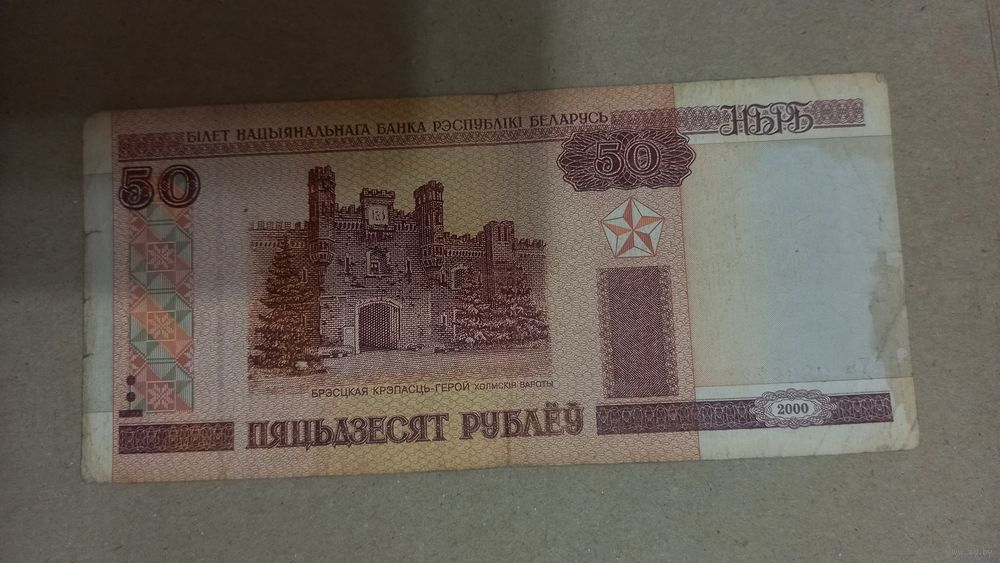 БІЛЕТ НАЦЫЯНАЛЬНАГА БАНКА РЭСПУБЛІКІ БЕЛАРУСЬ
НБРБ
50
50
БРЭСЦКАЯ КРЭПАСЦЬ-ГЕРОЙ ХОЛМСКІЯ ВАРОТЫ
ПЯЦЬДЗЕСЯТ РУБЛЁЎ
2000